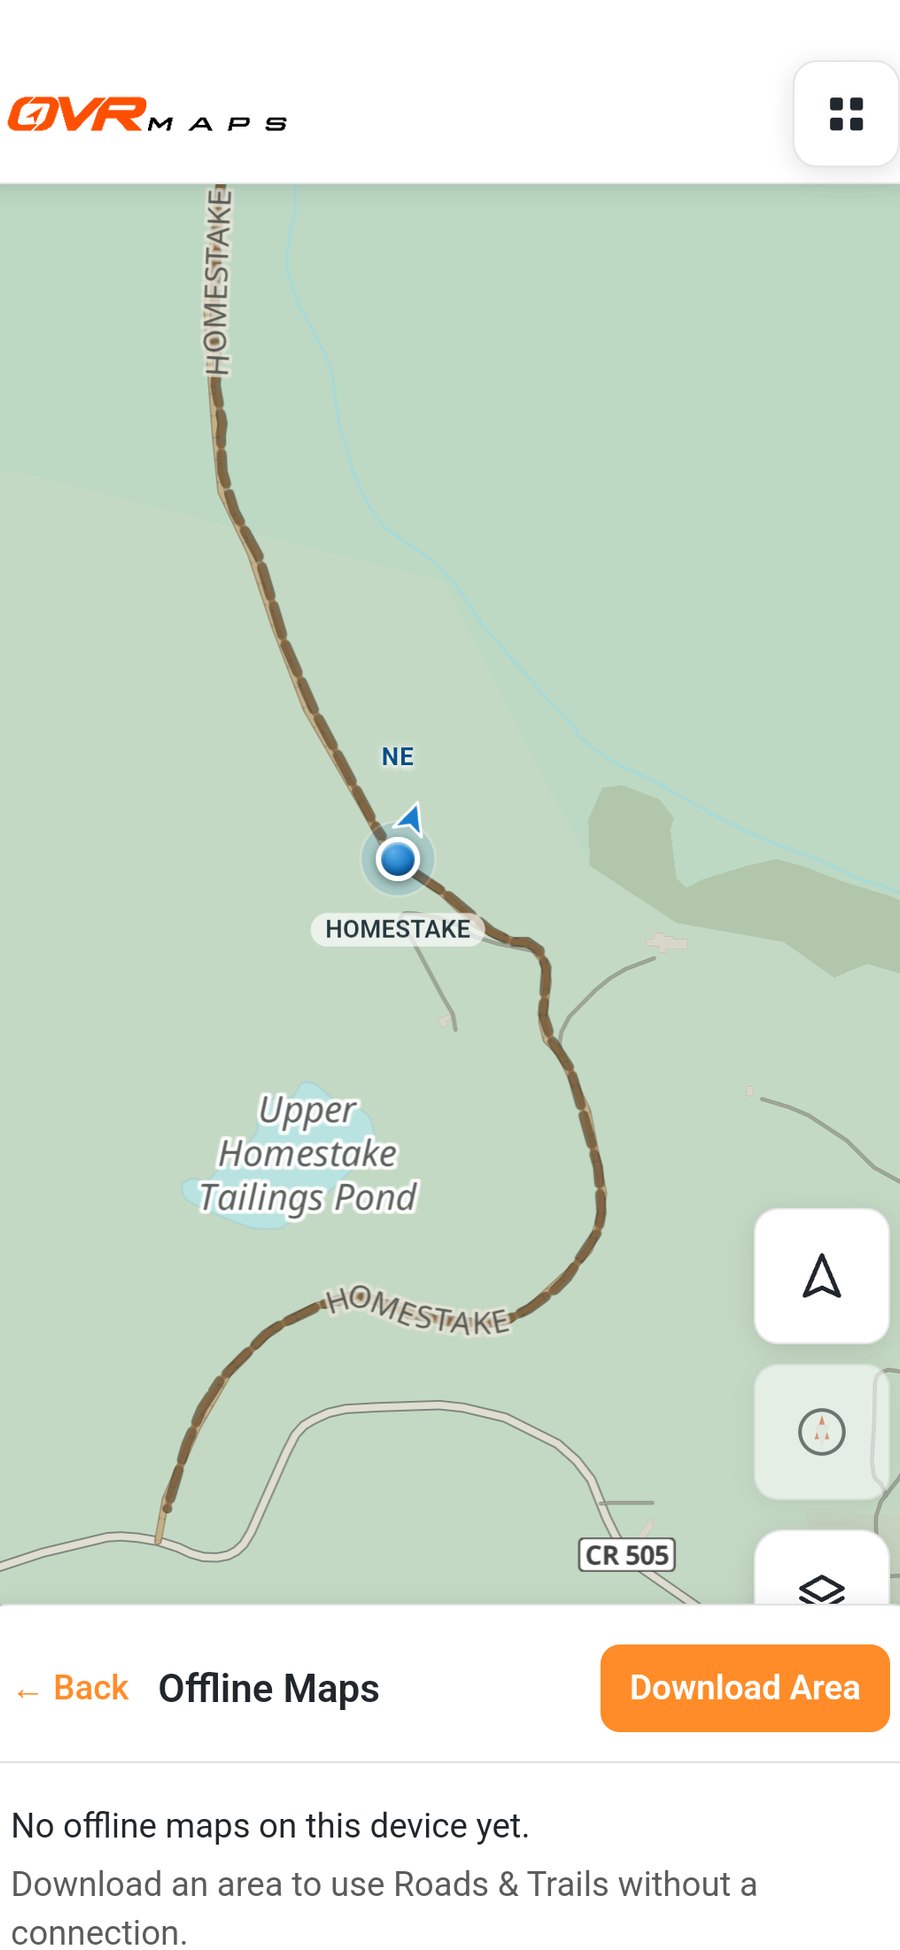 OVR MAPS
HOMESTAKE
NE
HOMESTAKE
Upper
Homestake
Tailings Pond
HOMESTAKE
CR 505
← Back Offline Maps Download Area
No offline maps on this device yet.
Download an area to use Roads & Trails without a
connection.